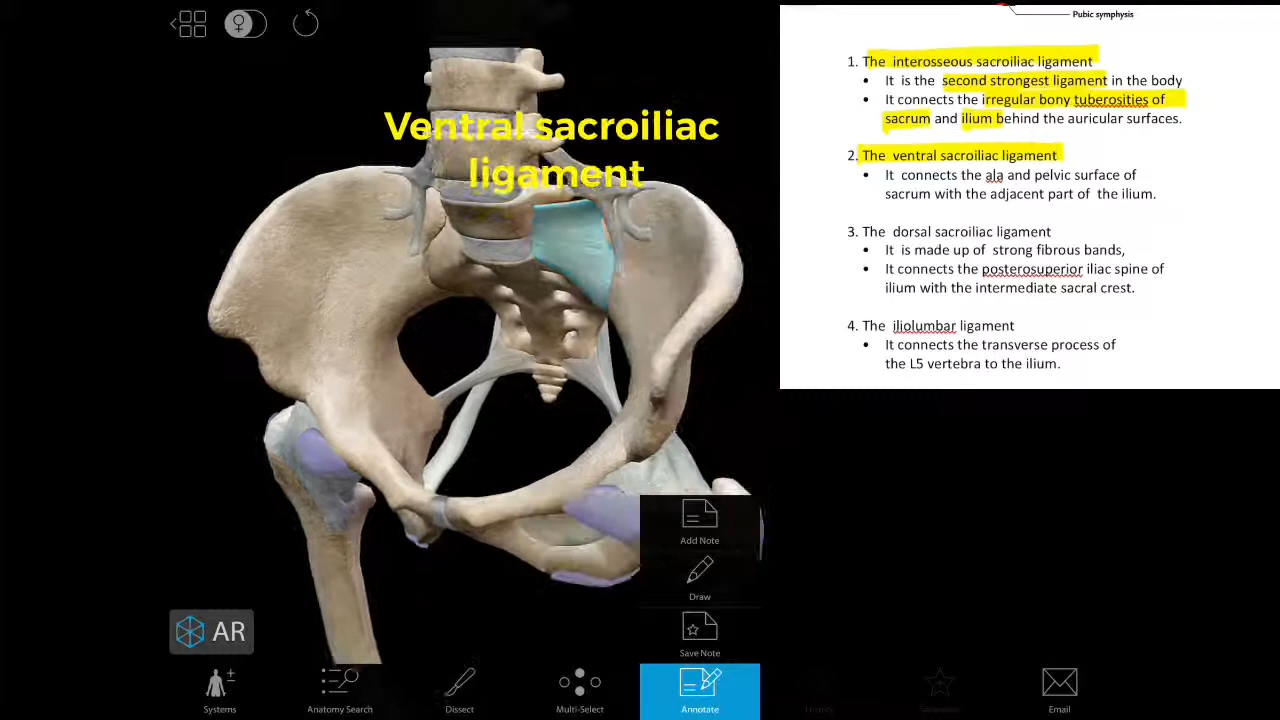 Ventral sacroiliac
ligament
Pubic symphysis
1. The interosseous sacroiliac ligament
• It is the second strongest ligament in the body
• It connects the irregular bony tuberosities of
sacrum and ilium behind the auricular surfaces.
2. The ventral sacroiliac ligament
• It connects the ala and pelvic surface of
sacrum with the adjacent part of the ilium.
3. The dorsal sacroiliac ligament
• It is made up of strong fibrous bands,
• It connects the posterosuperior iliac spine of
ilium with the intermediate sacral crest.
4. The iliolumbar ligament
• It connects the transverse process of
the L5 vertebra to the ilium.
Add Note
Draw
Save Note
AR
Systems
Anatomy Search
Dissect
Multi-Select
Annotate
Email